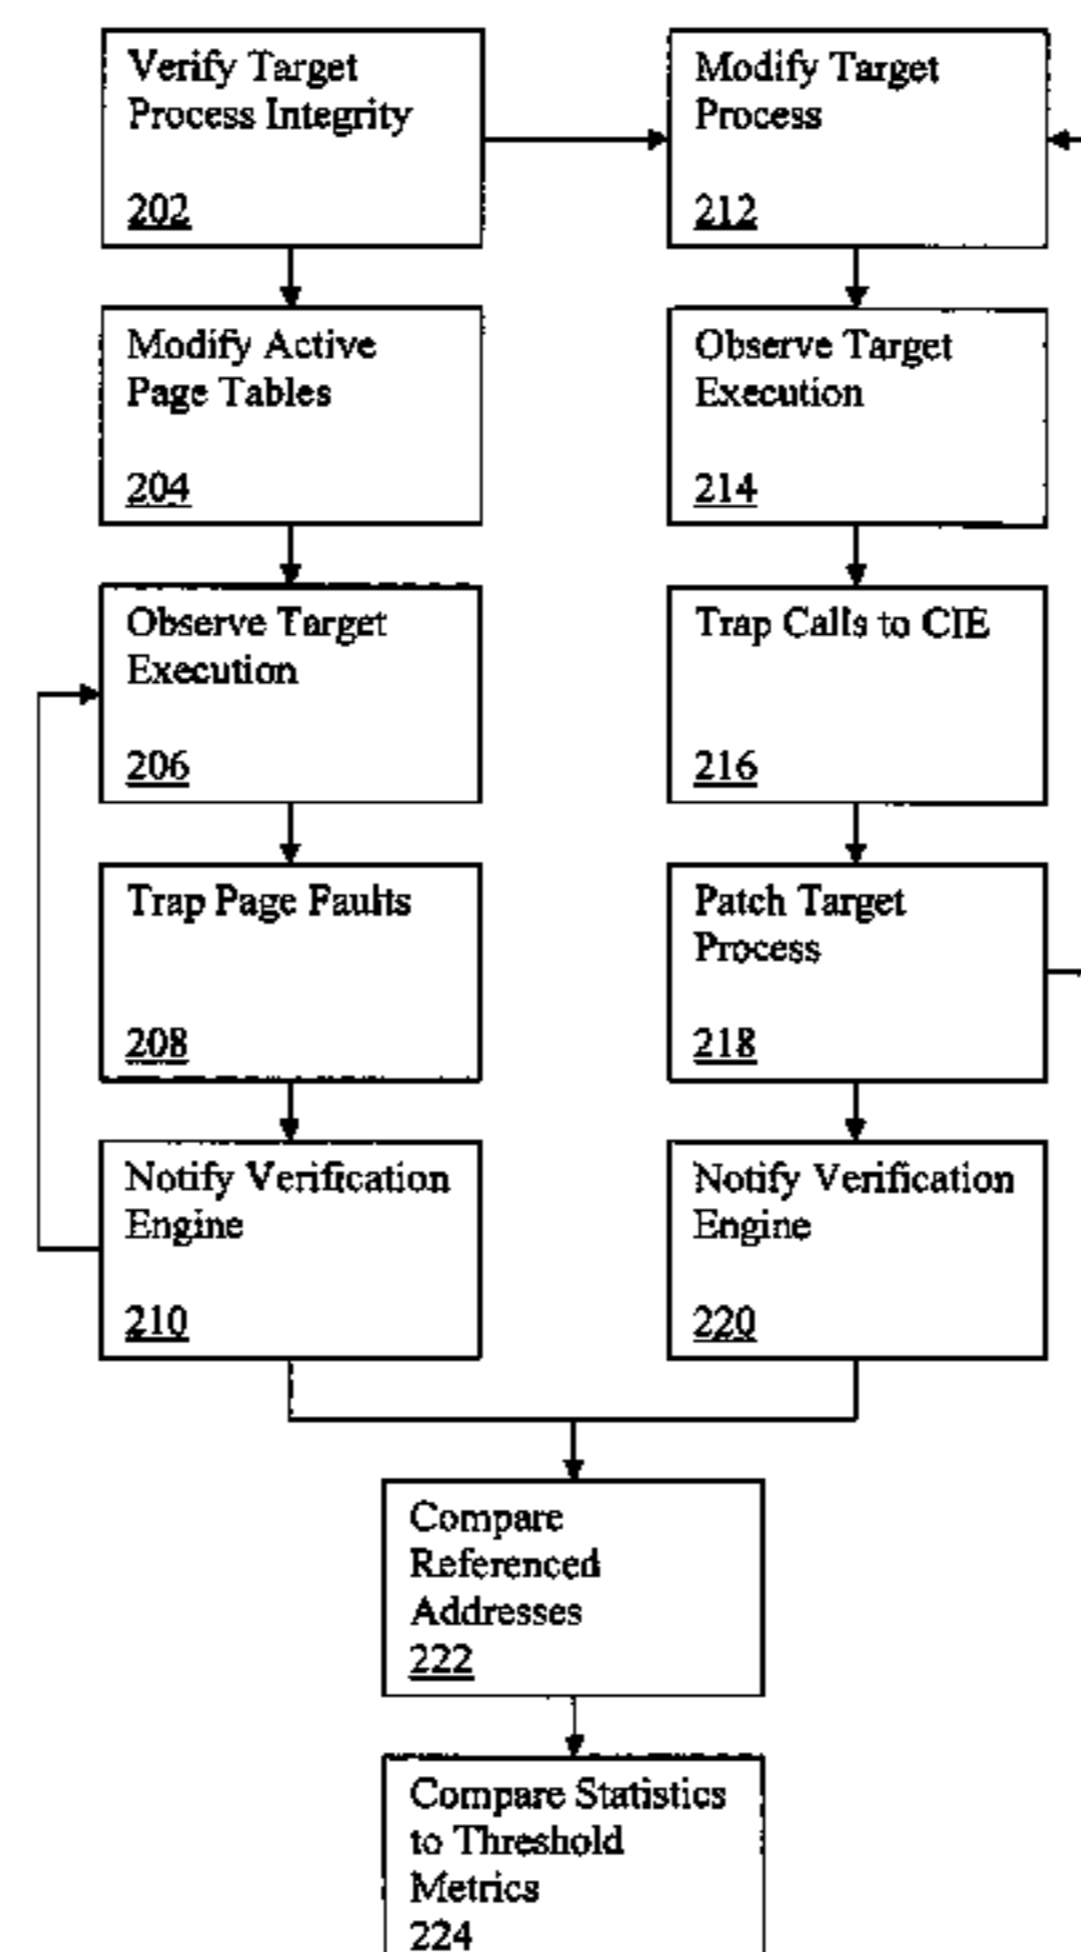 Verify Target
Process Integrity
202
Modify Active
Page Tables
204
Observe Target
Execution
206
Trap Page Faults
208
Notify Verification
Engine
210
Modify Target
Process
212
Observe Target
Execution
214
Trap Calls to CIE
216
Patch Target
Process
218
Notify Verification
Engine
220
Compare
Referenced
Addresses
222
Compare Statistics
to Threshold
Metrics
224